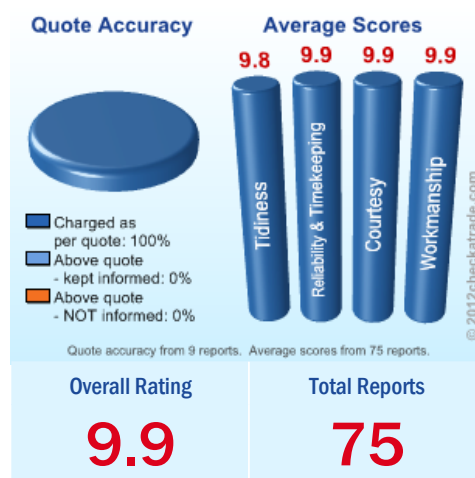 Quote Accuracy
Average Scores
9.8
9.9
9.9
9.9
Tidiness
Reliability & Timekeeping
Courtesy
Workmanship
Charged as
per quote: 100%
Above quote
- kept informed: 0%
Above quote
- NOT informed: 0%
© 2012checkatrade.com
Quote accuracy from 9 reports. Average scores from 75 reports.
Overall Rating
Total Reports
9.9
75